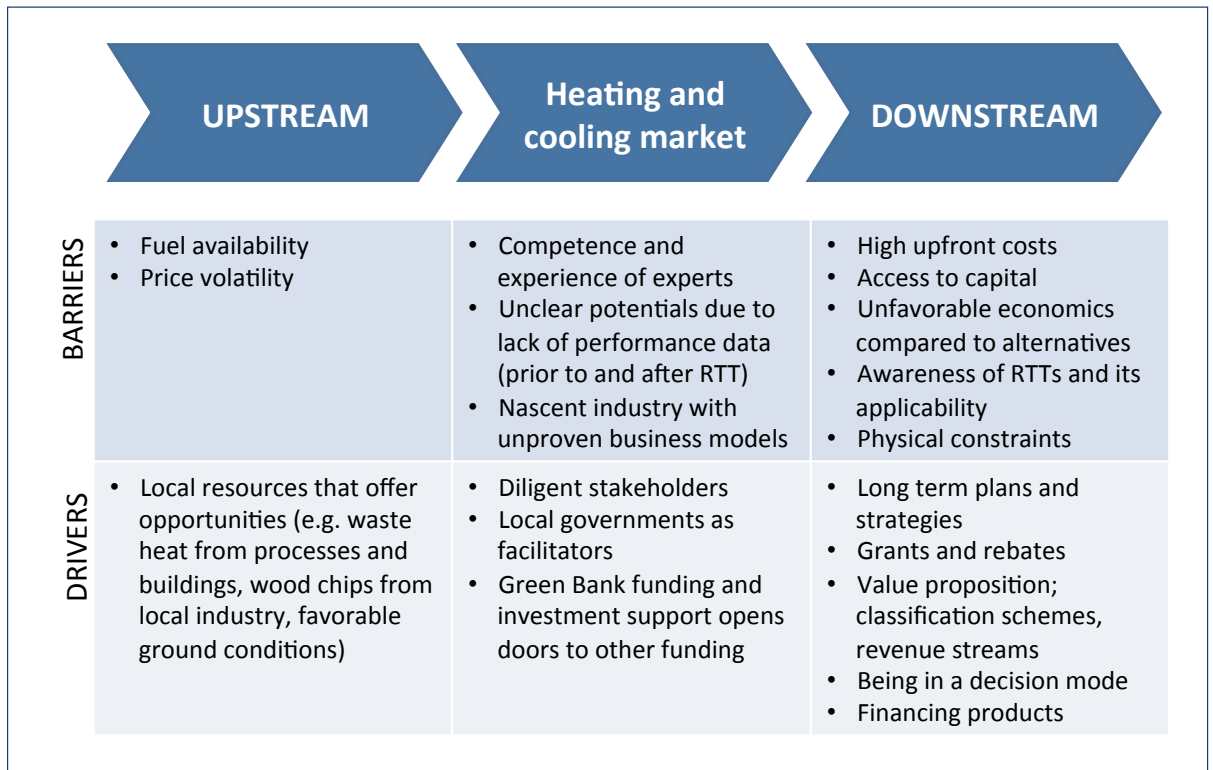 UPSTREAM
Heating and
cooling market
DOWNSTREAM
BARRIERS
• Fuel availability
• Price volatility
• Competence and
experience of experts
• Unclear potentials due to
lack of performance data
(prior to and after RTT)
• Nascent industry with
unproven business models
• High upfront costs
• Access to capital
• Unfavorable economics
compared to alternatives
• Awareness of RTTs and its
applicability
• Physical constraints
DRIVERS
• Local resources that offer
opportunities (e.g. waste
heat from processes and
buildings, wood chips from
local industry, favorable
ground conditions)
• Diligent stakeholders
• Local governments as
facilitators
• Green Bank funding and
investment support opens
doors to other funding
• Long term plans and
strategies
• Grants and rebates
• Value proposition;
classification schemes,
revenue streams
• Being in a decision mode
• Financing products